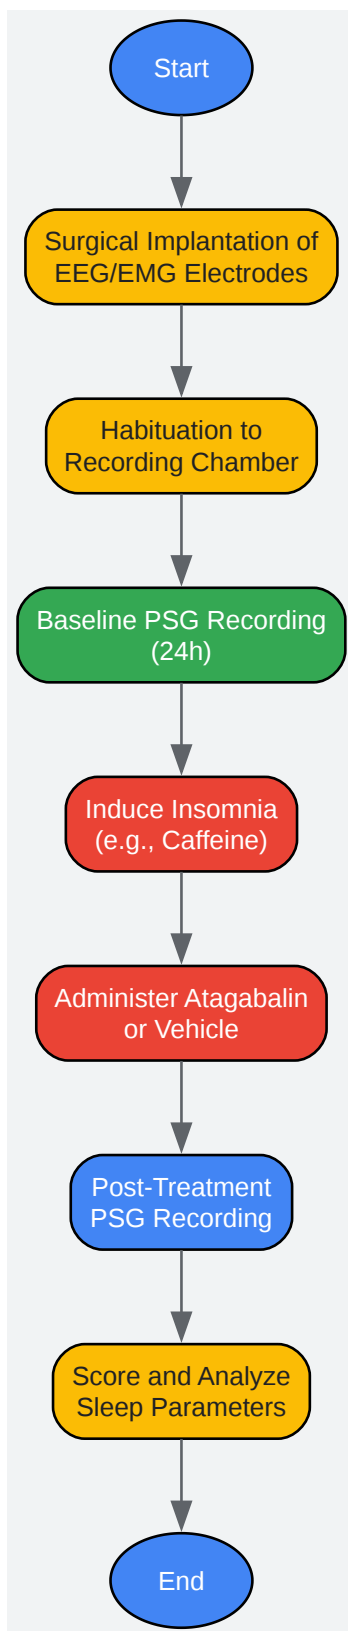 Start
Surgical Implantation of
EEG/EMG Electrodes
Habituation to
Recording Chamber
Baseline PSG Recording
(24h)
Induce Insomnia
(e.g., Caffeine)
Administer Atagabalin
or Vehicle
Post-Treatment
PSG Recording
Score and Analyze
Sleep Parameters
End